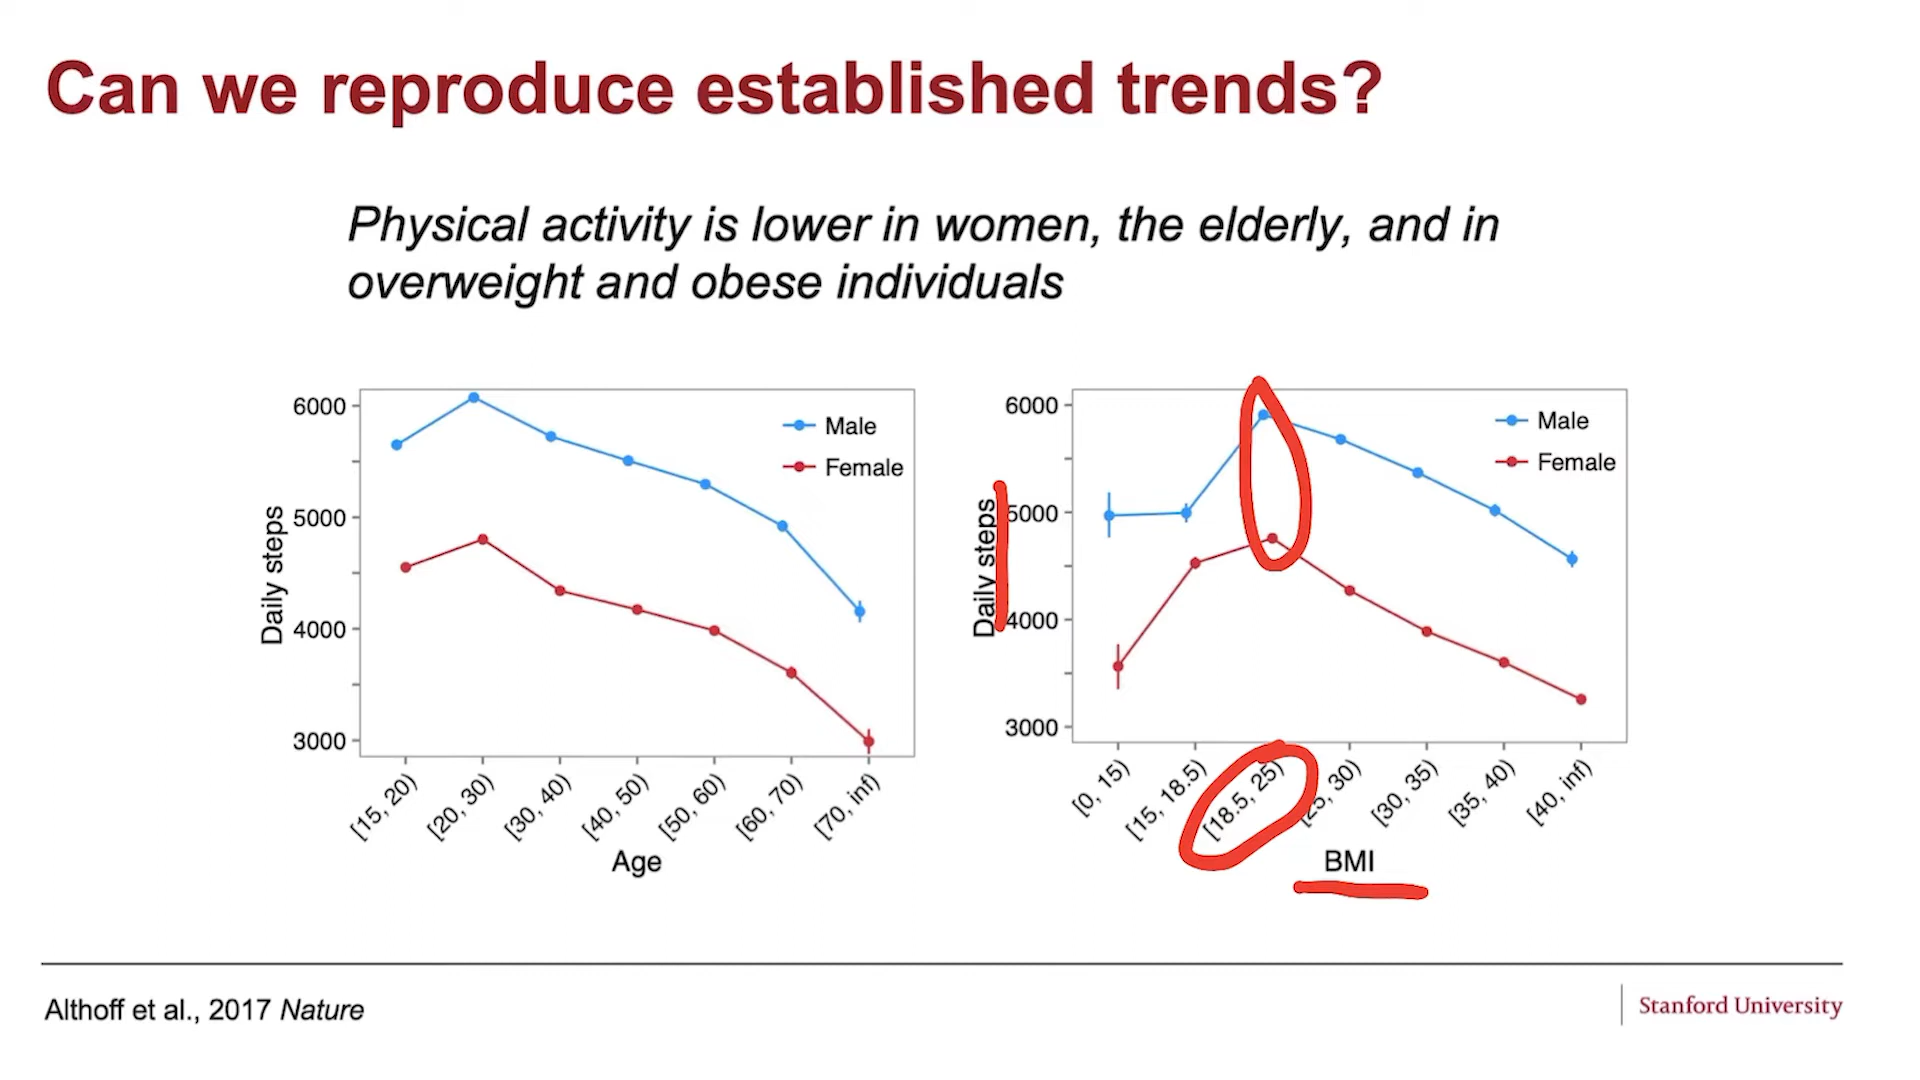 Can we reproduce established trends?
Physical activity is lower in women, the elderly, and in
overweight and obese individuals
6000
5000
4000
3000
Daily steps
Male
Female
[15, 20)
[20, 30)
[30, 40)
[40, 50)
[50, 60)
[60, 70)
[70, inf)
Age
6000
5000
4000
3000
Daily steps
Male
Female
[0, 15)
[15, 18.5)
[18.5, 25)
[25, 30)
[30, 35)
[35, 40)
[40, inf)
BMI
Althoff et al., 2017 Nature
Stanford University